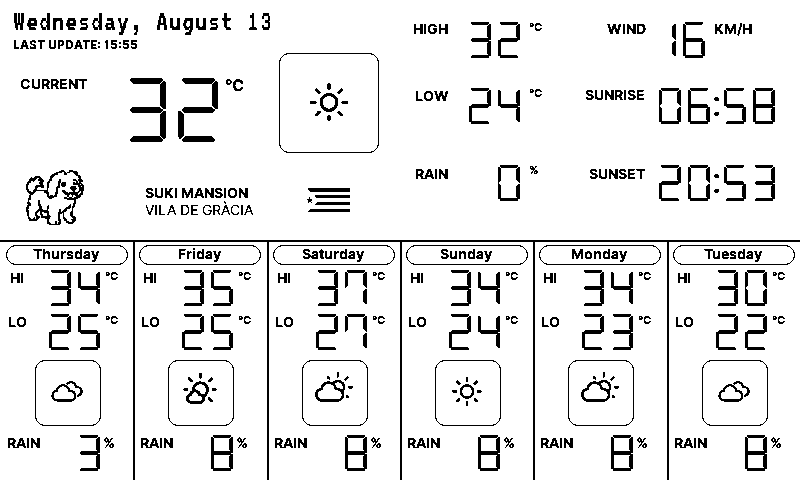 Wednesday, August 13
LAST UPDATE: 15:55
CURRENT 32 °C
SUKI MANSION
VILA DE GRÀCIA
HIGH 32 °C
LOW 24 °C
RAIN 0 %
WIND 16 KM/H
SUNRISE 06:58
SUNSET 20:53
Thursday
HI 34 °C
LO 25 °C
RAIN 3 %
Friday
HI 35 °C
LO 25 °C
RAIN 8 %
Saturday
HI 37 °C
LO 27 °C
RAIN 8 %
Sunday
HI 34 °C
LO 24 °C
RAIN 8 %
Monday
HI 34 °C
LO 23 °C
RAIN 8 %
Tuesday
HI 30 °C
LO 22 °C
RAIN 8 %